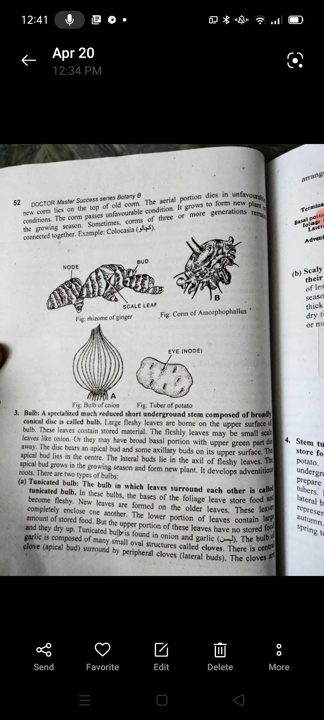 12:41
Apr 20
12:34 PM
52 DOCTOR Master Success series Botany B
new corm lies on the top of old corm. The aerial portion dies in unfavourable
conditions. The corm passes unfavourable condition. It grows to form new plant
the growing season. Sometimes, corms of three or more generations remain
connected together. Example: Colocasia (کچالو)
NODE
BUD
SCALE LEAF
B
Fig: rhizome of ginger
Fig: Corm of Amorphophallus
EYE (NODE)
A
Fig: Bulb of onion
Fig: Tuber of potato
3. Bulb: A specialized much reduced short underground stem composed of broadly
conical disc is called bulb. Large fleshy leaves are borne on the upper surface of
bulb. These leaves contain stored material. The fleshly leaves may be small scale
leaves like onion. Or they may have broad basal portion with upper green part
away. The disc hears an apical bud and some axillary buds on its upper surface. The
apical bud lies in the centre. The lateral buds lie in the axil of fleshy leaves. The
apical bud grows in the growing season and form new plant. It develops adventitious
roots. There are two types of bulbs:
(a) Tunicated bulb: The bulb in which leaves surround each other is called
tunicated bulb. In these bulbs, the bases of the foliage leave store food and
become fleshy. New leaves are formed on the older leaves. These leaves
completely enclose one another. The lower portion of leaves contain large
amount of stored food. But the upper portion of these leaves have no stored food
and they dry up. Tunicated bulb is found in onion and garlic (لہسن). The bulb of
garlic is composed of many small oval structures called cloves. There is central
clove (apical bud) surround by peripheral cloves (lateral buds). The cloves are
arrang
Termina
Basal
foliage
Adven
(b) Scaly
their
of le
seaso
thick
dry
or m
4. Stem tu
store fo
potato.
undergr
prepare
tubers.
lateral b
represe
autumn.
spring t
Send
Favorite
Edit
Delete
More